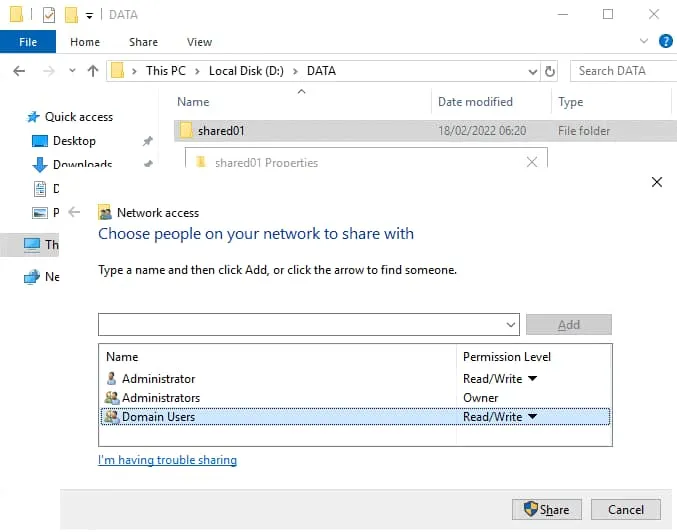 DATA
File Home Share View
This PC Local Disk (D:) DATA Search DATA
Name Date modified Type
Quick access
shared01 18/02/2022 06:20 File folder
Desktop
shared01 Properties
Downloads
Network access
Choose people on your network to share with
Type a name and then click Add, or click the arrow to find someone.
Add
Name Permission Level
Administrator Read/Write
Administrators Owner
Domain Users Read/Write
I'm having trouble sharing
Share Cancel